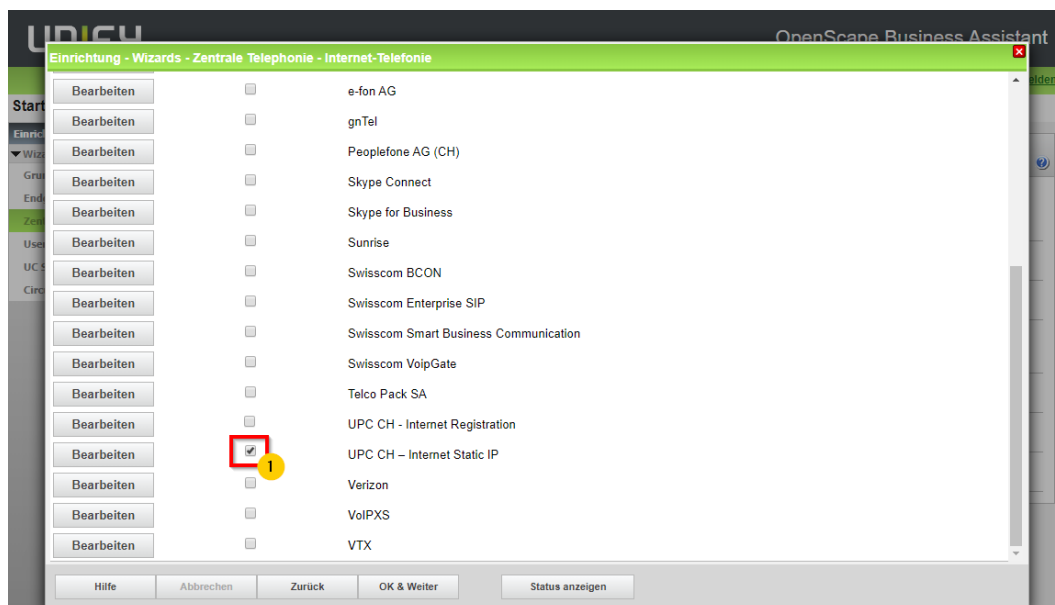 UNIFY
OpenScape Business Assistant
Einrichtung - Wizards - Zentrale Telephonie - Internet-Telefonie
Start
Bearbeiten e-fon AG
Bearbeiten gnTel
Bearbeiten Peoplefone AG (CH)
Bearbeiten Skype Connect
Bearbeiten Skype for Business
Bearbeiten Sunrise
Bearbeiten Swisscom BCON
Bearbeiten Swisscom Enterprise SIP
Bearbeiten Swisscom Smart Business Communication
Bearbeiten Swisscom VoipGate
Bearbeiten Telco Pack SA
Bearbeiten UPC CH - Internet Registration
Bearbeiten UPC CH – Internet Static IP
1
Bearbeiten Verizon
Bearbeiten VoIPXS
Bearbeiten VTX
Hilfe Abbrechen Zurück OK & Weiter Status anzeigen